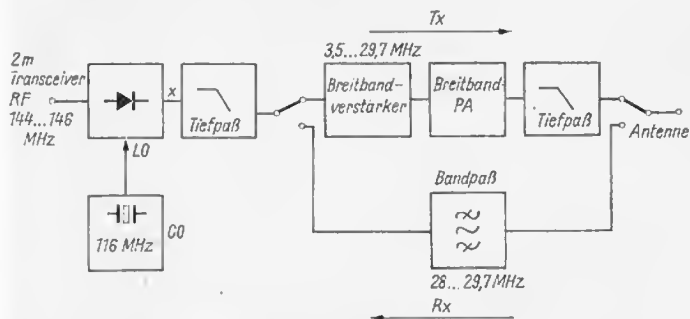 Tx
2m
Transceiver
RF
144...146
MHz
x
Tiefpaß
LO
116 MHz
CO
3,5...29,7 MHz
Breitband-
verstärker
Breitband
PA
Tiefpaß
Antenne
Bandpaß
28...29,7 MHz
Rx